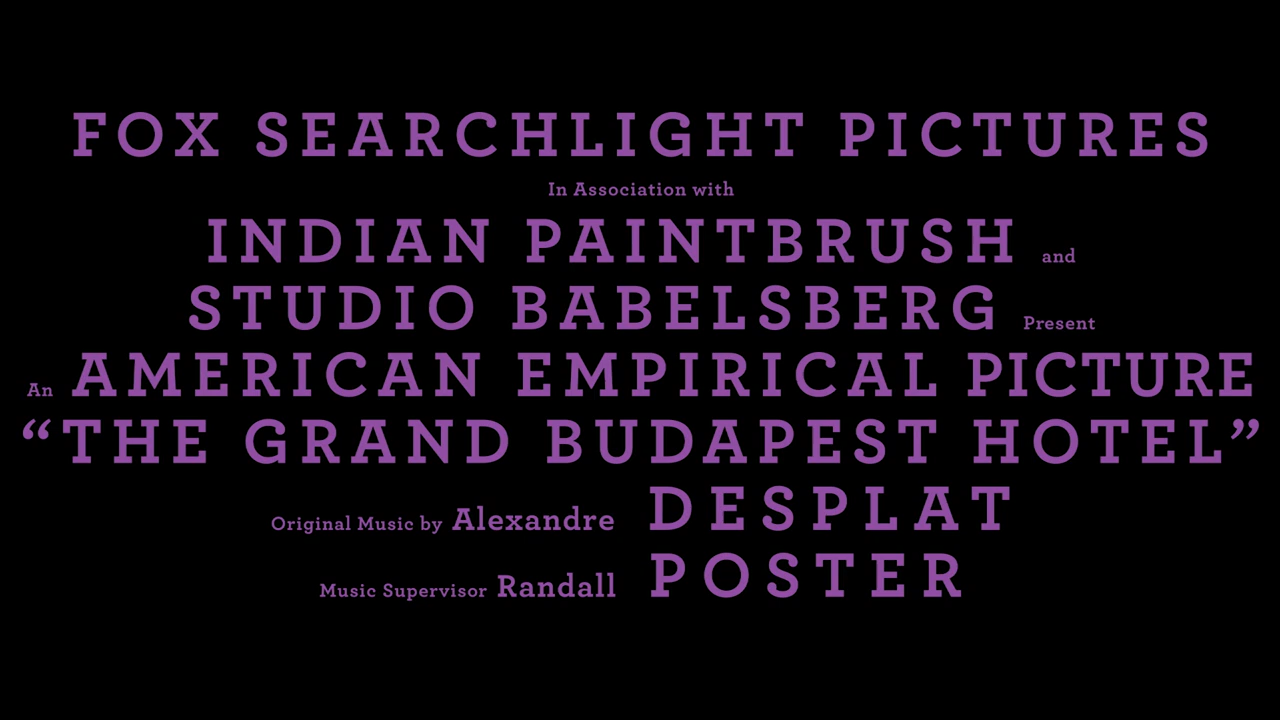 FOX SEARCHLIGHT PICTURES
In Association with
INDIAN PAINTBRUSH and
STUDIO BABELSBERG Present
An AMERICAN EMPIRICAL PICTURE
“THE GRAND BUDAPEST HOTEL”
Original Music by Alexandre DESPLAT
Music Supervisor Randall POSTER